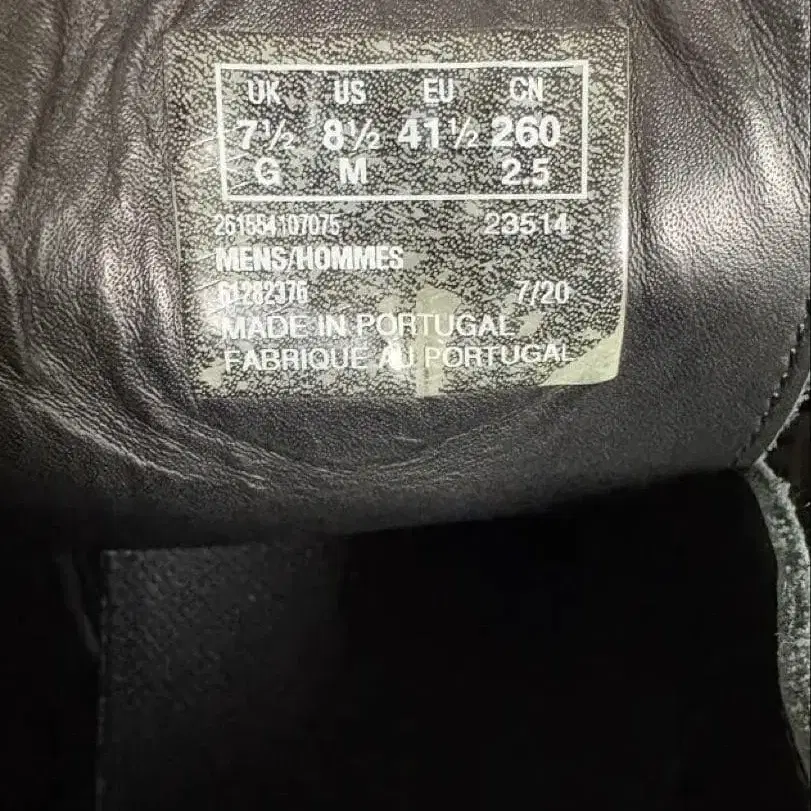 UK US EU CN
7½ 8½ 41½ 260
G M 2.5
261554107075 23514
MENS/HOMMES
61282376 7/20
MADE IN PORTUGAL
FABRIQUE AU PORTUGAL